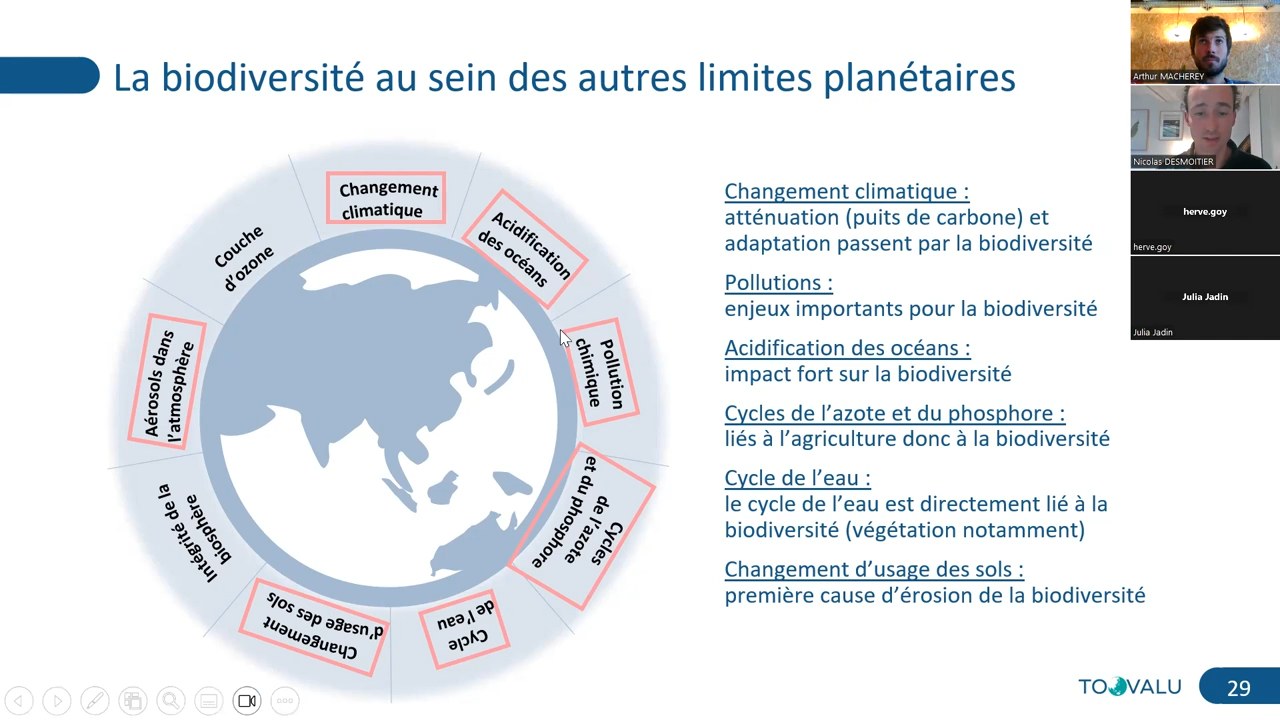 La biodiversité au sein des autres limites planétaires
Changement
climatique
Acidification
des océans
Pollution
chimique
Cycles
de l’azote
et du phosphore
Cycle
de l’eau
Changement
d’usage des sols
Intégrité de la
biosphère
Aérosols dans
l’atmosphère
Couche
d’ozone
Changement climatique :
atténuation (puits de carbone) et
adaptation passent par la biodiversité
Pollutions :
enjeux importants pour la biodiversité
Acidification des océans :
impact fort sur la biodiversité
Cycles de l’azote et du phosphore :
liés à l’agriculture donc à la biodiversité
Cycle de l’eau :
le cycle de l’eau est directement lié à la
biodiversité (végétation notamment)
Changement d’usage des sols :
première cause d’érosion de la biodiversité
Arthur MACHEREY
Nicolas DESMOITIER
herve.goy
herve.goy
Julia Jadin
Julia Jadin
TOOVALU
29